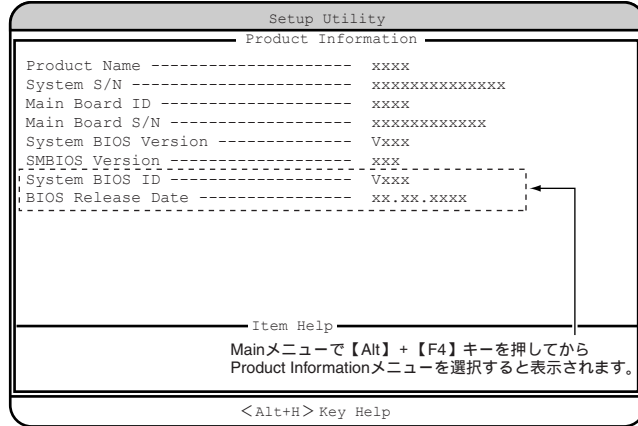 Setup Utility
Product Information
Product Name --------------------- xxxx
System S/N ----------------------- xxxxxxxxxxxxxx
Main Board ID -------------------- xxxx
Main Board S/N ------------------- xxxxxxxxxxxx
System BIOS Version -------------- Vxxx
SMBIOS Version ------------------- xxx
System BIOS ID ------------------- Vxxx
BIOS Release Date ---------------- xx.xx.xxxx
Item Help
Mainメニューで【Alt】+【F4】キーを押してから
Product Informationメニューを選択すると表示されます。
＜Alt+H＞Key Help